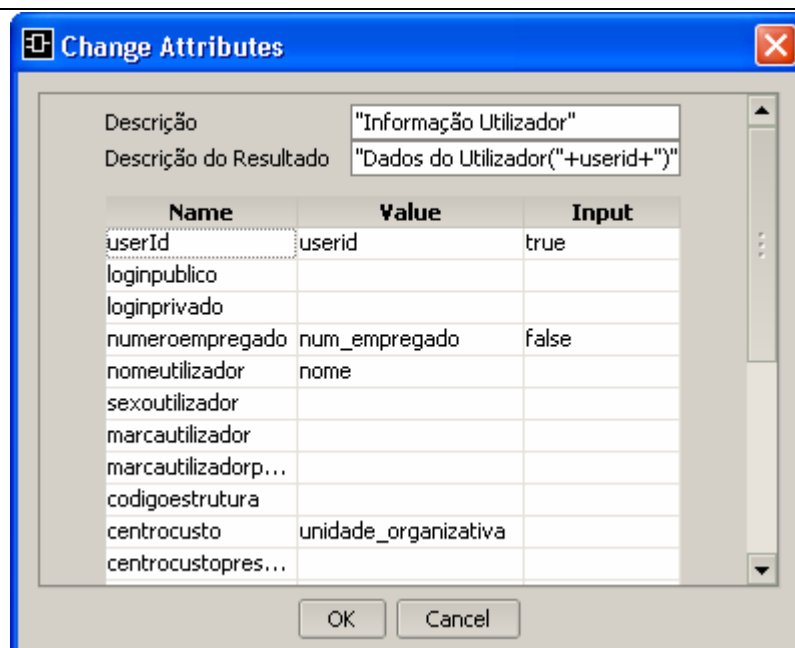 Change Attributes
Descrição "Informação Utilizador"
Descrição do Resultado "Dados do Utilizador("+userid+")"
Name Value Input
userId userid true
loginpublico
loginprivado
numeroempregado num_empregado false
nomeutilizador nome
sexoutilizador
marcautilizador
marcautilizadorp...
codigoestrutura
centrocusto unidade_organizativa
centrocustopres...
OK Cancel